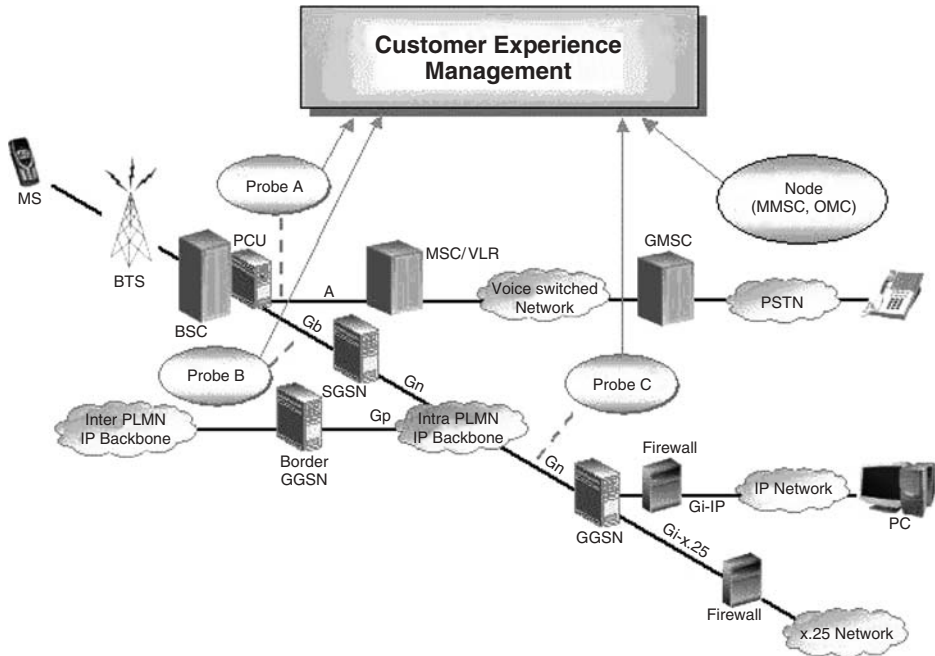 Customer Experience
Management
MS
BTS
Probe A
PCU
BSC
A
MSC/VLR
Voice switched
Network
GMSC
Node
(MMSC, OMC)
PSTN
Gb
Probe B
SGSN
Gn
Probe C
Inter PLMN
IP Backbone
Gp
Border
GGSN
Intra PLMN
IP Backbone
Gn
GGSN
Firewall
Gi-IP
IP Network
PC
Gi-x.25
Firewall
x.25 Network